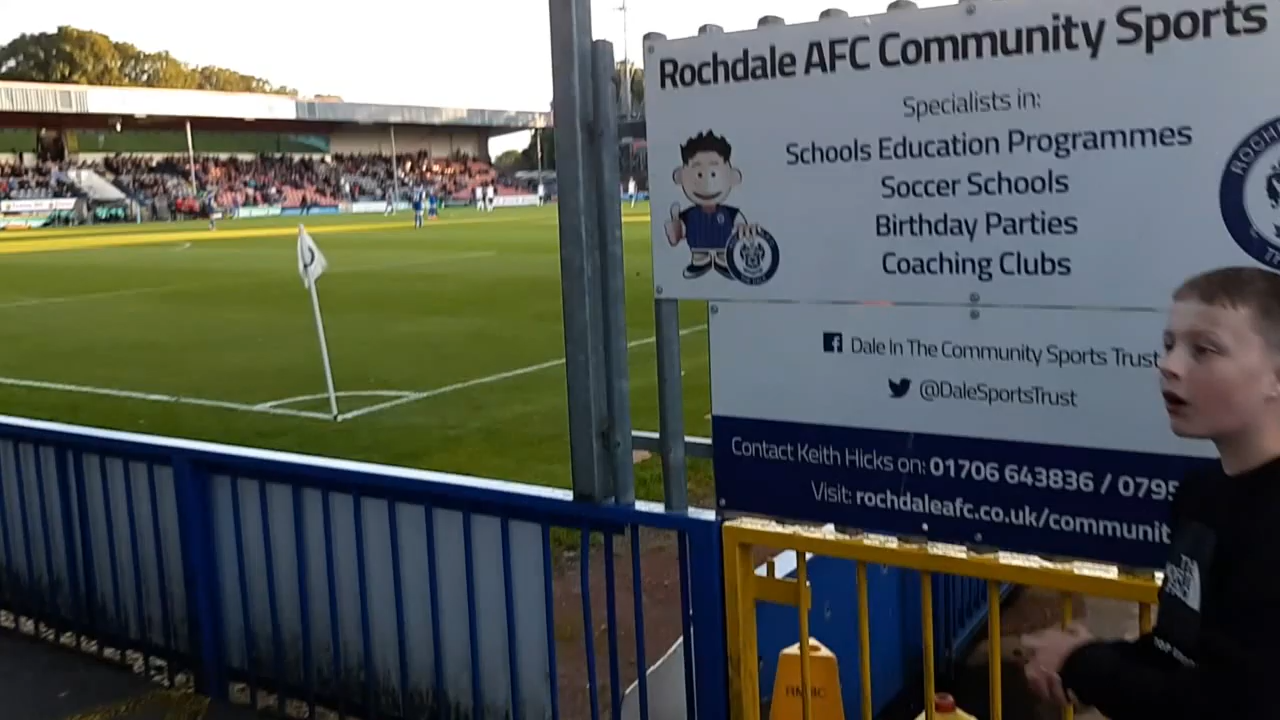 Rochdale AFC Community Sports
Specialists in:
Schools Education Programmes
Soccer Schools
Birthday Parties
Coaching Clubs
Dale In The Community Sports Trust
@DaleSportsTrust
Contact Keith Hicks on: 01706 643836 / 0795
Visit: rochdaleafc.co.uk/communit